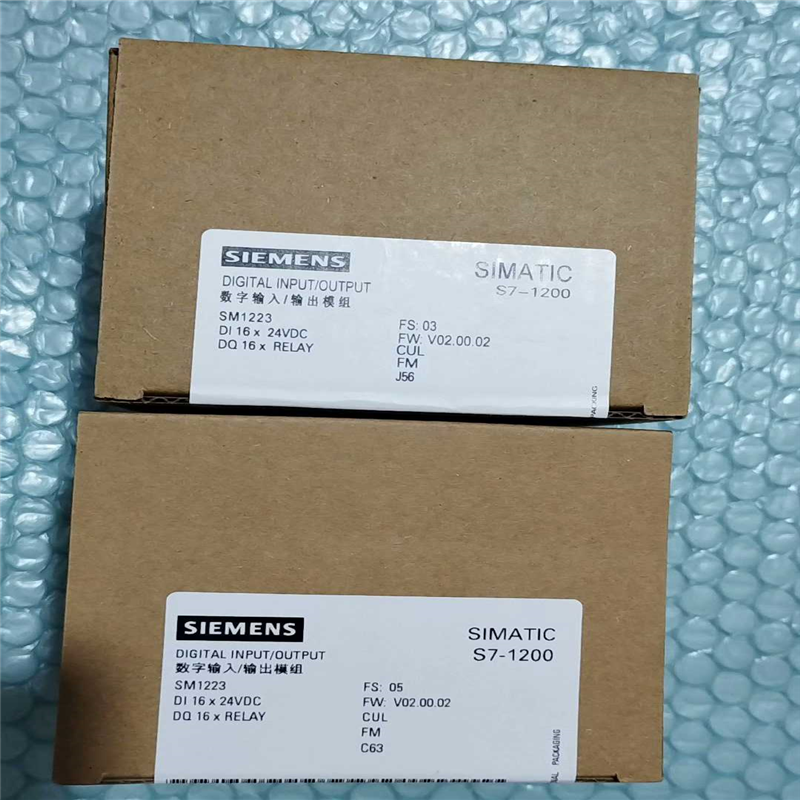 SIEMENS
SIMATIC
S7-1200
DIGITAL INPUT/OUTPUT
数字输入/输出模组
SM1223
DI 16 x 24VDC
DQ 16 x RELAY
FS: 03
FW: V02.00.02
CUL
FM
J56
PACKING
SIEMENS
SIMATIC
S7-1200
DIGITAL INPUT/OUTPUT
数字输入/输出模组
SM1223
DI 16 x 24VDC
DQ 16 x RELAY
FS: 05
FW: V02.00.02
CUL
FM
C63
PACKAGING